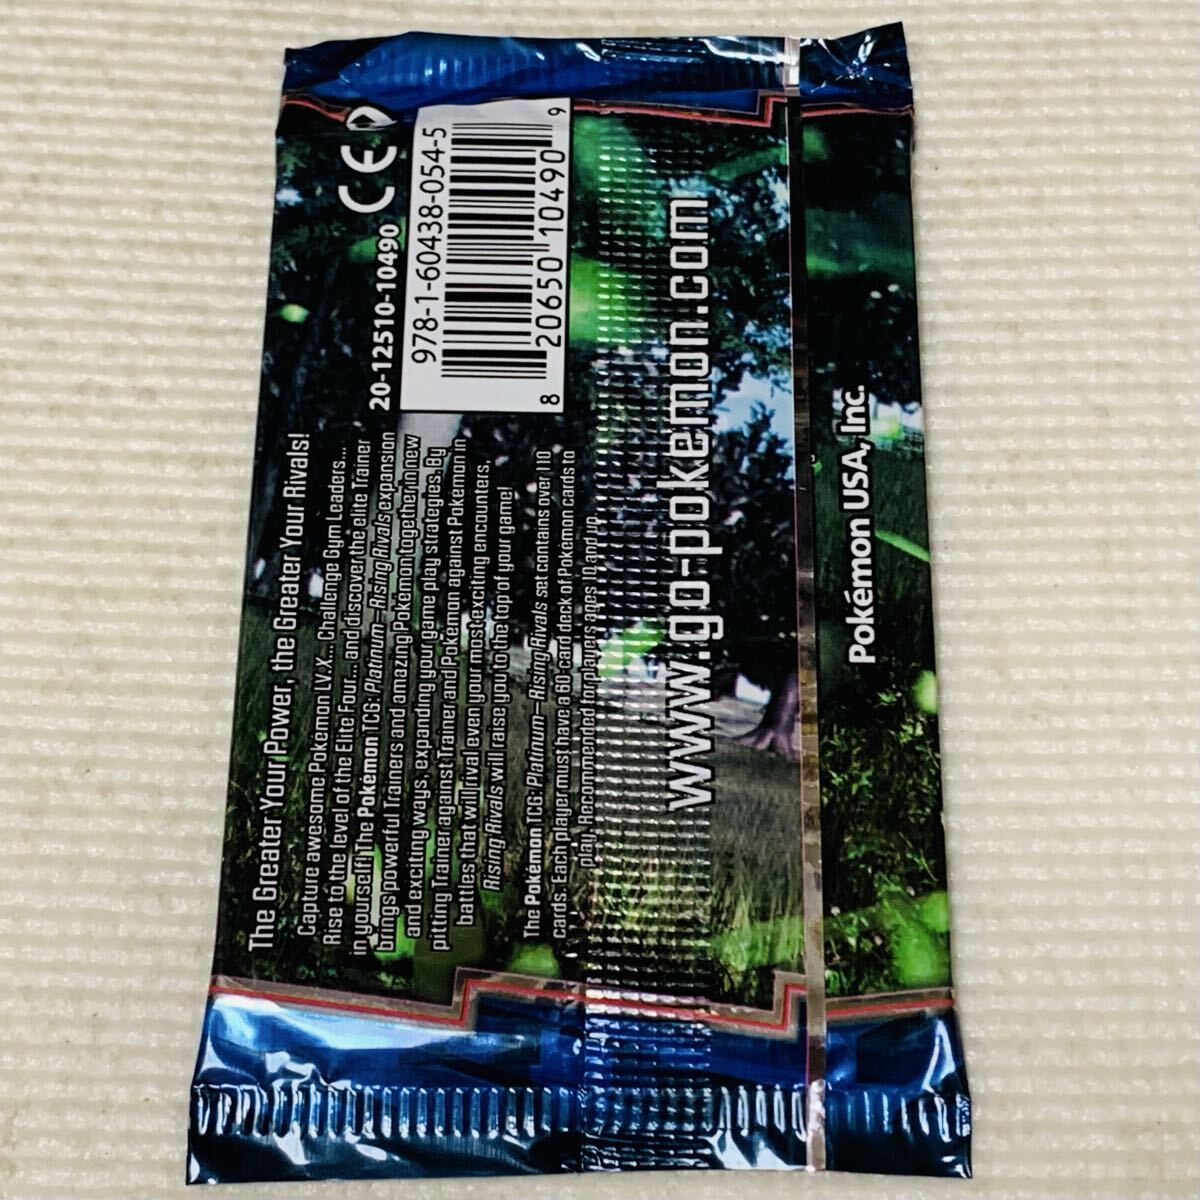 The Greater Your Power, the Greater Your Rivals!
Capture awesome Pokémon LV.X... Challenge Gym Leaders...
Rise to the level of the Elite Four... and discover the elite Trainer
in yourself! The Pokémon TCG: Platinum—Rising Rivals expansion
brings powerful Trainers and amazing Pokémon together in new
and exciting ways, expanding your game play strategies. By
pitting Trainer against Trainer and Pokémon against Pokémon in
battles that will rival even your most exciting encounters,
Rising Rivals will raise you to the top of your game!
The Pokémon TCG: Platinum—Rising Rivals set contains over 110
cards. Each player must have a 60-card deck of Pokémon cards to
play. Recommended for players ages 10 and up.
20-12510-10490
CE
978-1-60438-054-5
8 20650 10490 9
www.go-pokemon.com
Pokémon USA, Inc.